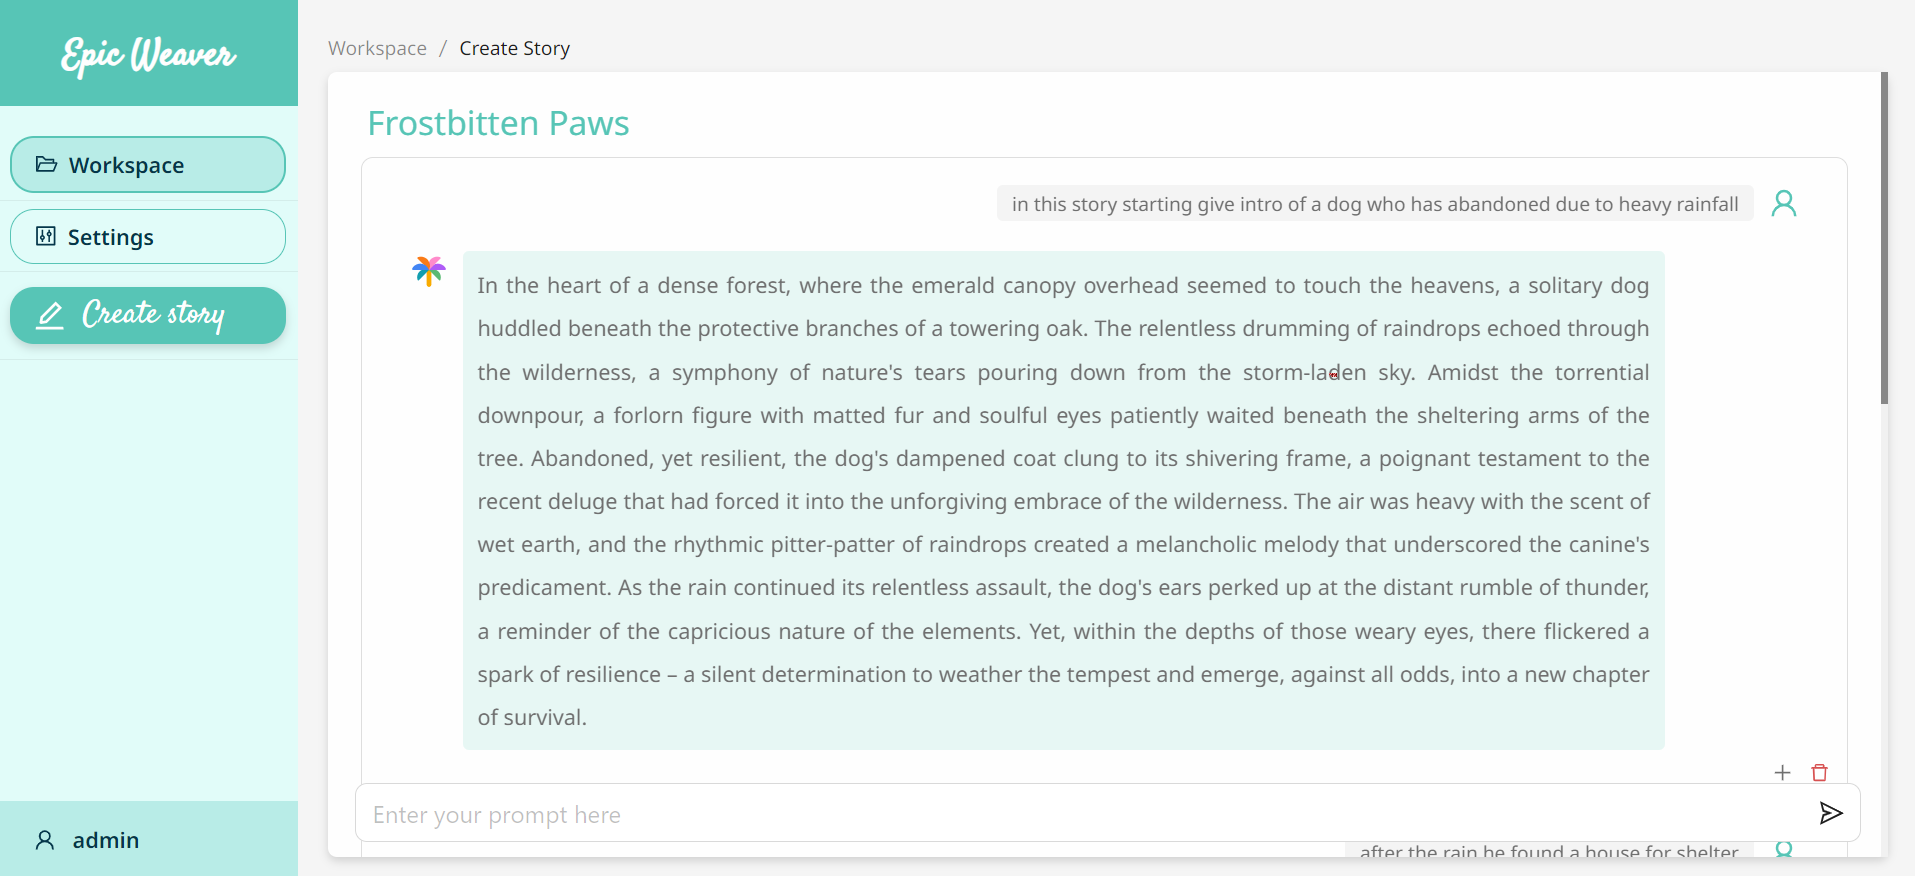 Epic Weaver
Workspace
Settings
Create story
admin
Workspace / Create Story
Frostbitten Paws
in this story starting give intro of a dog who has abandoned due to heavy rainfall
In the heart of a dense forest, where the emerald canopy overhead seemed to touch the heavens, a solitary dog
huddled beneath the protective branches of a towering oak. The relentless drumming of raindrops echoed through
the wilderness, a symphony of nature's tears pouring down from the storm-laden sky. Amidst the torrential
downpour, a forlorn figure with matted fur and soulful eyes patiently waited beneath the sheltering arms of the
tree. Abandoned, yet resilient, the dog's dampened coat clung to its shivering frame, a poignant testament to the
recent deluge that had forced it into the unforgiving embrace of the wilderness. The air was heavy with the scent of
wet earth, and the rhythmic pitter-patter of raindrops created a melancholic melody that underscored the canine's
predicament. As the rain continued its relentless assault, the dog's ears perked up at the distant rumble of thunder,
a reminder of the capricious nature of the elements. Yet, within the depths of those weary eyes, there flickered a
spark of resilience – a silent determination to weather the tempest and emerge, against all odds, into a new chapter
of survival.
Enter your prompt here
after the rain he found a house for shelter